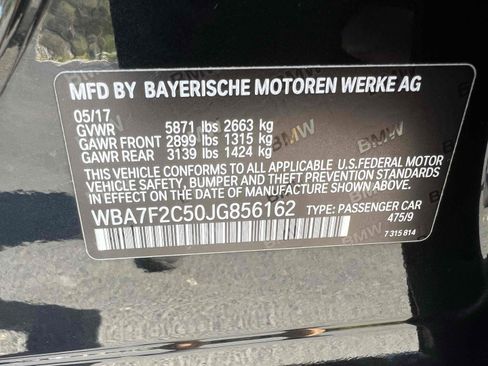 MFD BY BAYERISCHE MOTOREN WERKE AG
05/17
GVWR 5871 lbs 2663 kg
GAWR FRONT 2899 lbs 1315 kg
GAWR REAR 3139 lbs 1424 kg
THIS VEHICLE CONFORMS TO ALL APPLICABLE U.S.FEDERAL MOTOR
VEHICLE SAFETY, BUMPER AND THEFT PREVENTION STANDARDS
IN EFFECT ON THE DATE OF MANUFACTURE SHOWN ABOVE.
WBA7F2C50JG856162 TYPE: PASSENGER CAR
475/9
7 315 814